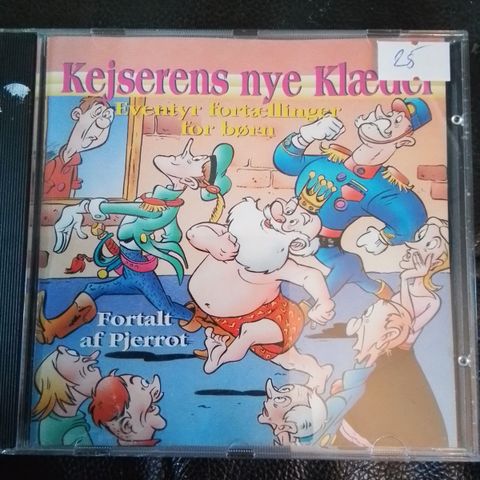 25
Kejserens nye Klæder
Eventyr fortællinger
for børn
Fortalt
af Pjerrot